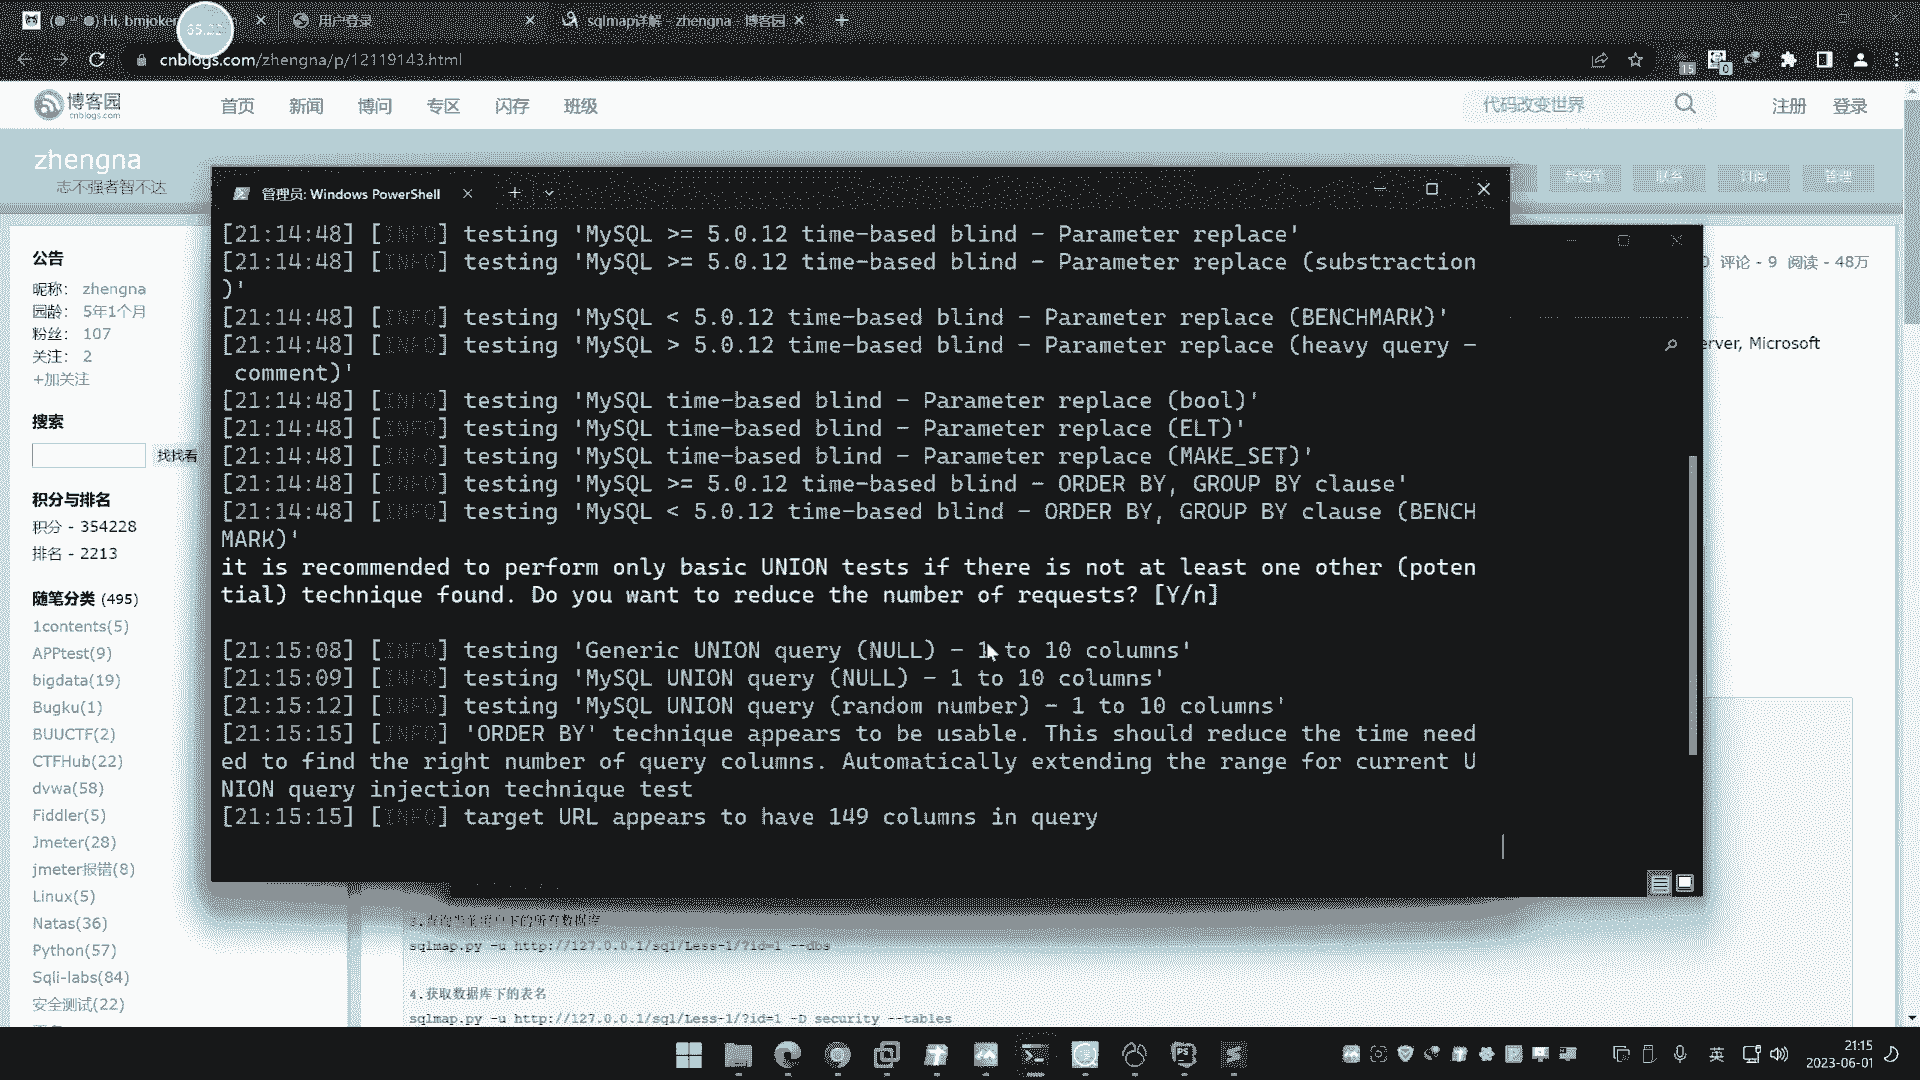 (● ᐢ ●) Hi, bmjoker
用户登录
sqlmap详解 - zhengna - 博客园
cnblogs.com/zhengna/p/12119143.html
15
0
博客园
cnblogs.com
首页
新闻
博问
专区
闪存
班级
代码改变世界
注册
登录
zhengna
志不强者智不达
新随笔
联系
订阅
管理
公告
昵称： zhengna
园龄： 5年1个月
粉丝： 107
关注： 2
+加关注
搜索
找找看
积分与排名
积分 - 354228
排名 - 2213
随笔分类 (495)
1contents(5)
APPtest(9)
bigdata(19)
Bugku(1)
BUUCTF(2)
CTFHub(22)
dvwa(58)
Fiddler(5)
Jmeter(28)
jmeter报错(8)
Linux(5)
Natas(36)
Python(57)
Sqli-labs(84)
安全测试(22)
管理员: Windows PowerShell
[21:14:48] [INFO] testing 'MySQL >= 5.0.12 time-based blind - Parameter replace'
[21:14:48] [INFO] testing 'MySQL >= 5.0.12 time-based blind - Parameter replace (substraction
)'
[21:14:48] [INFO] testing 'MySQL < 5.0.12 time-based blind - Parameter replace (BENCHMARK)'
[21:14:48] [INFO] testing 'MySQL > 5.0.12 time-based blind - Parameter replace (heavy query -
comment)'
[21:14:48] [INFO] testing 'MySQL time-based blind - Parameter replace (bool)'
[21:14:48] [INFO] testing 'MySQL time-based blind - Parameter replace (ELT)'
[21:14:48] [INFO] testing 'MySQL time-based blind - Parameter replace (MAKE_SET)'
[21:14:48] [INFO] testing 'MySQL >= 5.0.12 time-based blind - ORDER BY, GROUP BY clause'
[21:14:48] [INFO] testing 'MySQL < 5.0.12 time-based blind - ORDER BY, GROUP BY clause (BENCH
MARK)'
it is recommended to perform only basic UNION tests if there is not at least one other (poten
tial) technique found. Do you want to reduce the number of requests? [Y/n]
[21:15:08] [INFO] testing 'Generic UNION query (NULL) - 1 to 10 columns'
[21:15:09] [INFO] testing 'MySQL UNION query (NULL) - 1 to 10 columns'
[21:15:12] [INFO] testing 'MySQL UNION query (random number) - 1 to 10 columns'
[21:15:15] [INFO] 'ORDER BY' technique appears to be usable. This should reduce the time need
ed to find the right number of query columns. Automatically extending the range for current U
NION query injection technique test
[21:15:15] [INFO] target URL appears to have 149 columns in query
评论 - 9 阅读 - 48万
erver, Microsoft
3.查询当前用户下的所有数据库
sqlmap.py -u http://127.0.0.1/sql/Less-1/?id=1 --dbs
4.获取数据库下的表名
sqlmap.py -u http://127.0.0.1/sql/Less-1/?id=1 -D security --tables
英
21:15
2023-06-01